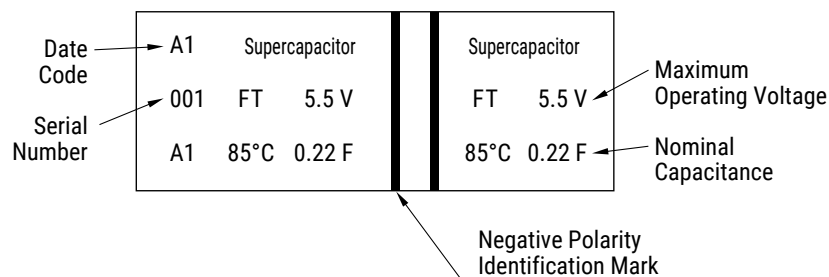 Date
Code
A1 Supercapacitor
001 FT 5.5 V
A1 85°C 0.22 F
Serial
Number
Supercapacitor
FT 5.5 V
85°C 0.22 F
Maximum
Operating Voltage
Nominal
Capacitance
Negative Polarity
Identification Mark